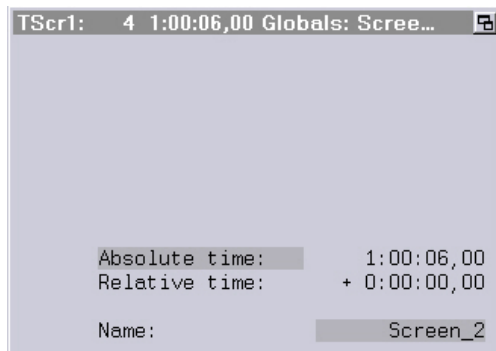 TScr1: 4 1:00:06,00 Globals: Scree...
Absolute time: 1:00:06,00
Relative time: + 0:00:00,00
Name: Screen_2